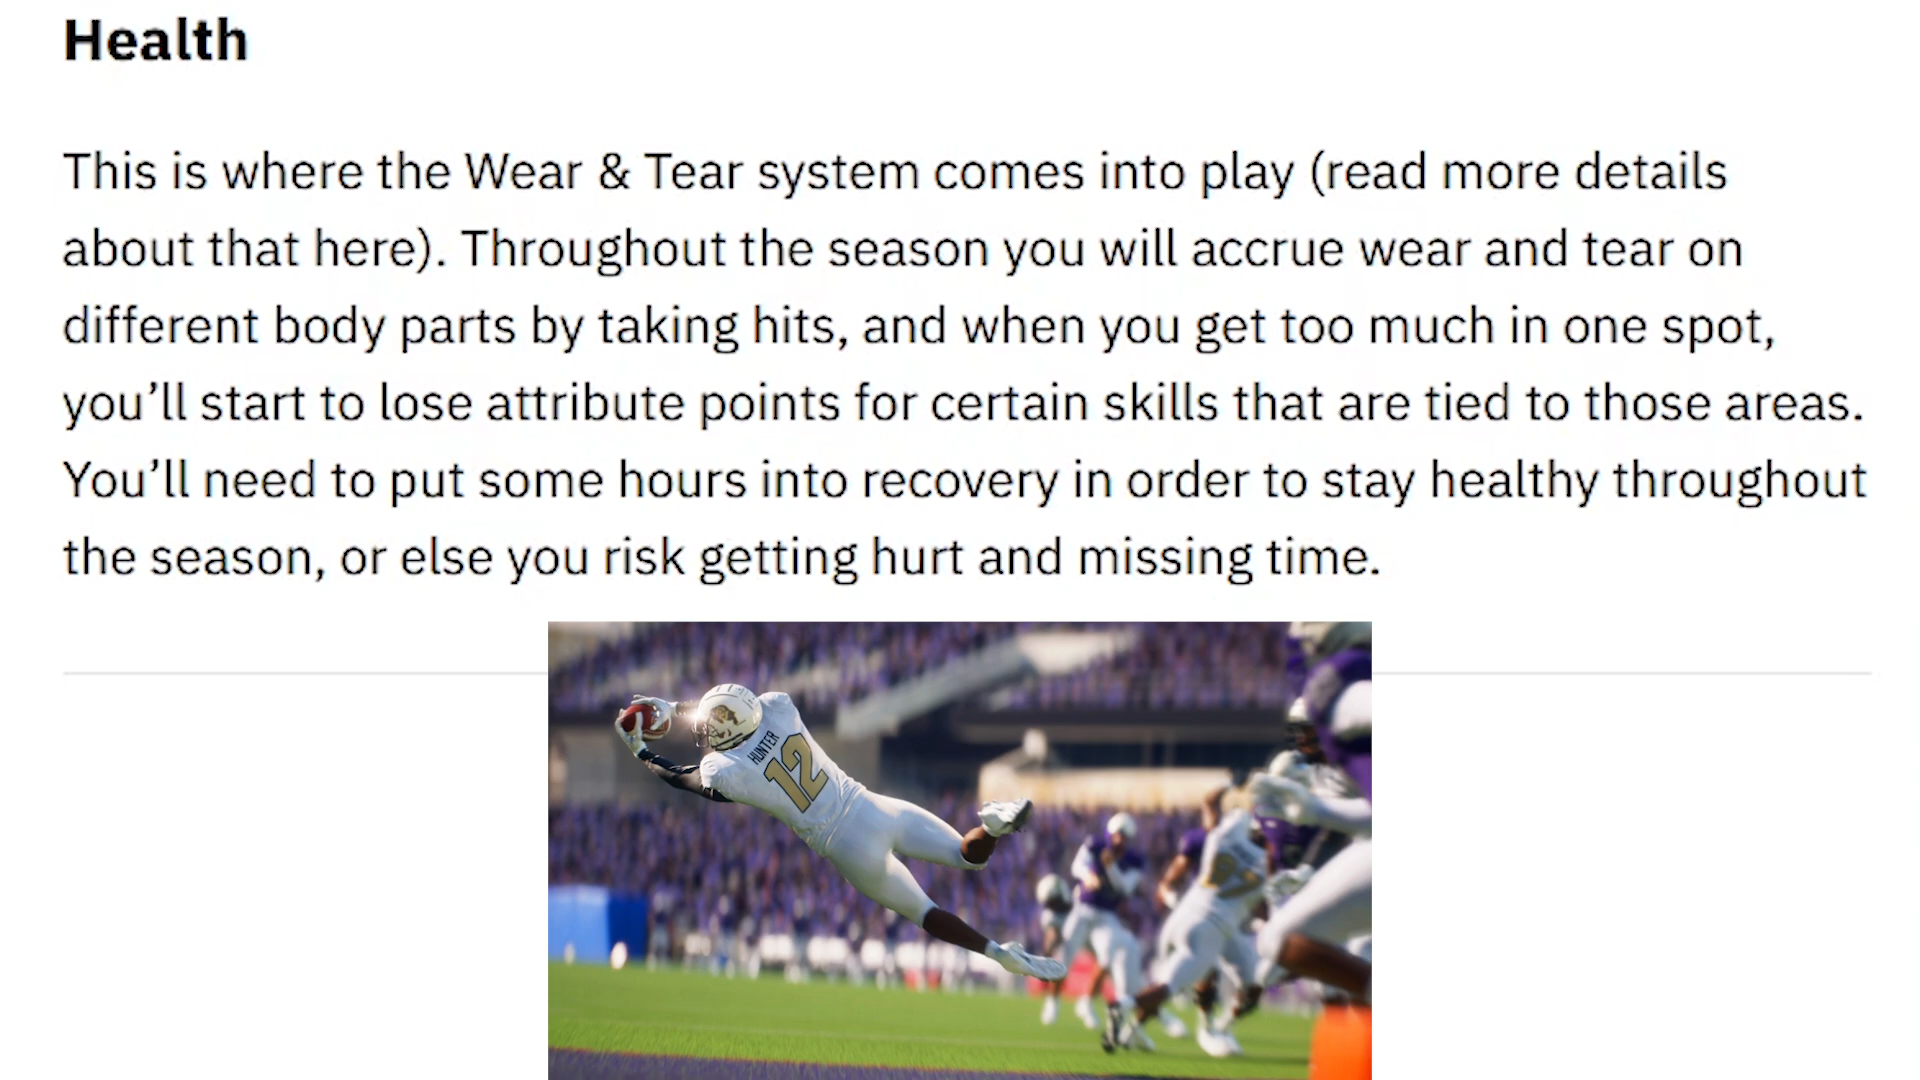 Health
This is where the Wear & Tear system comes into play (read more details
about that here). Throughout the season you will accrue wear and tear on
different body parts by taking hits, and when you get too much in one spot,
you’ll start to lose attribute points for certain skills that are tied to those areas.
You’ll need to put some hours into recovery in order to stay healthy throughout
the season, or else you risk getting hurt and missing time.
HUNTER
12